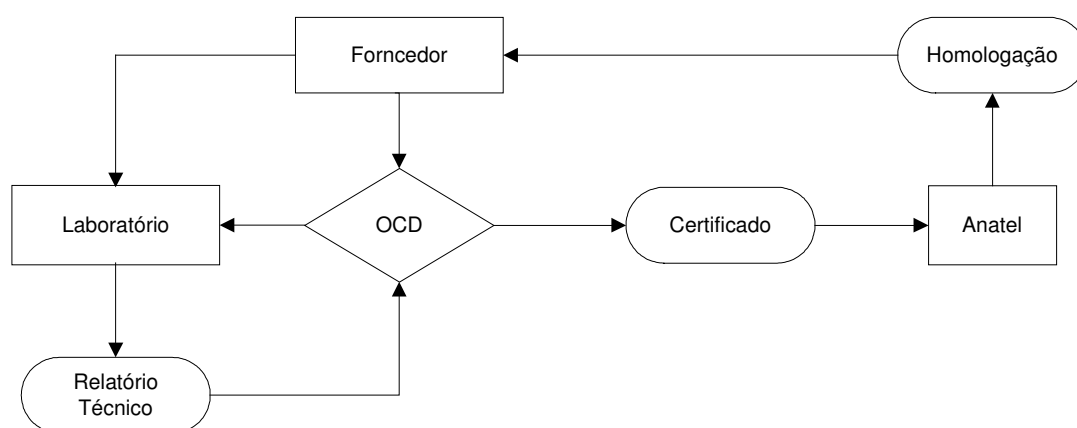 Forncedor
Homologação
Laboratório
OCD
Certificado
Anatel
Relatório
Técnico